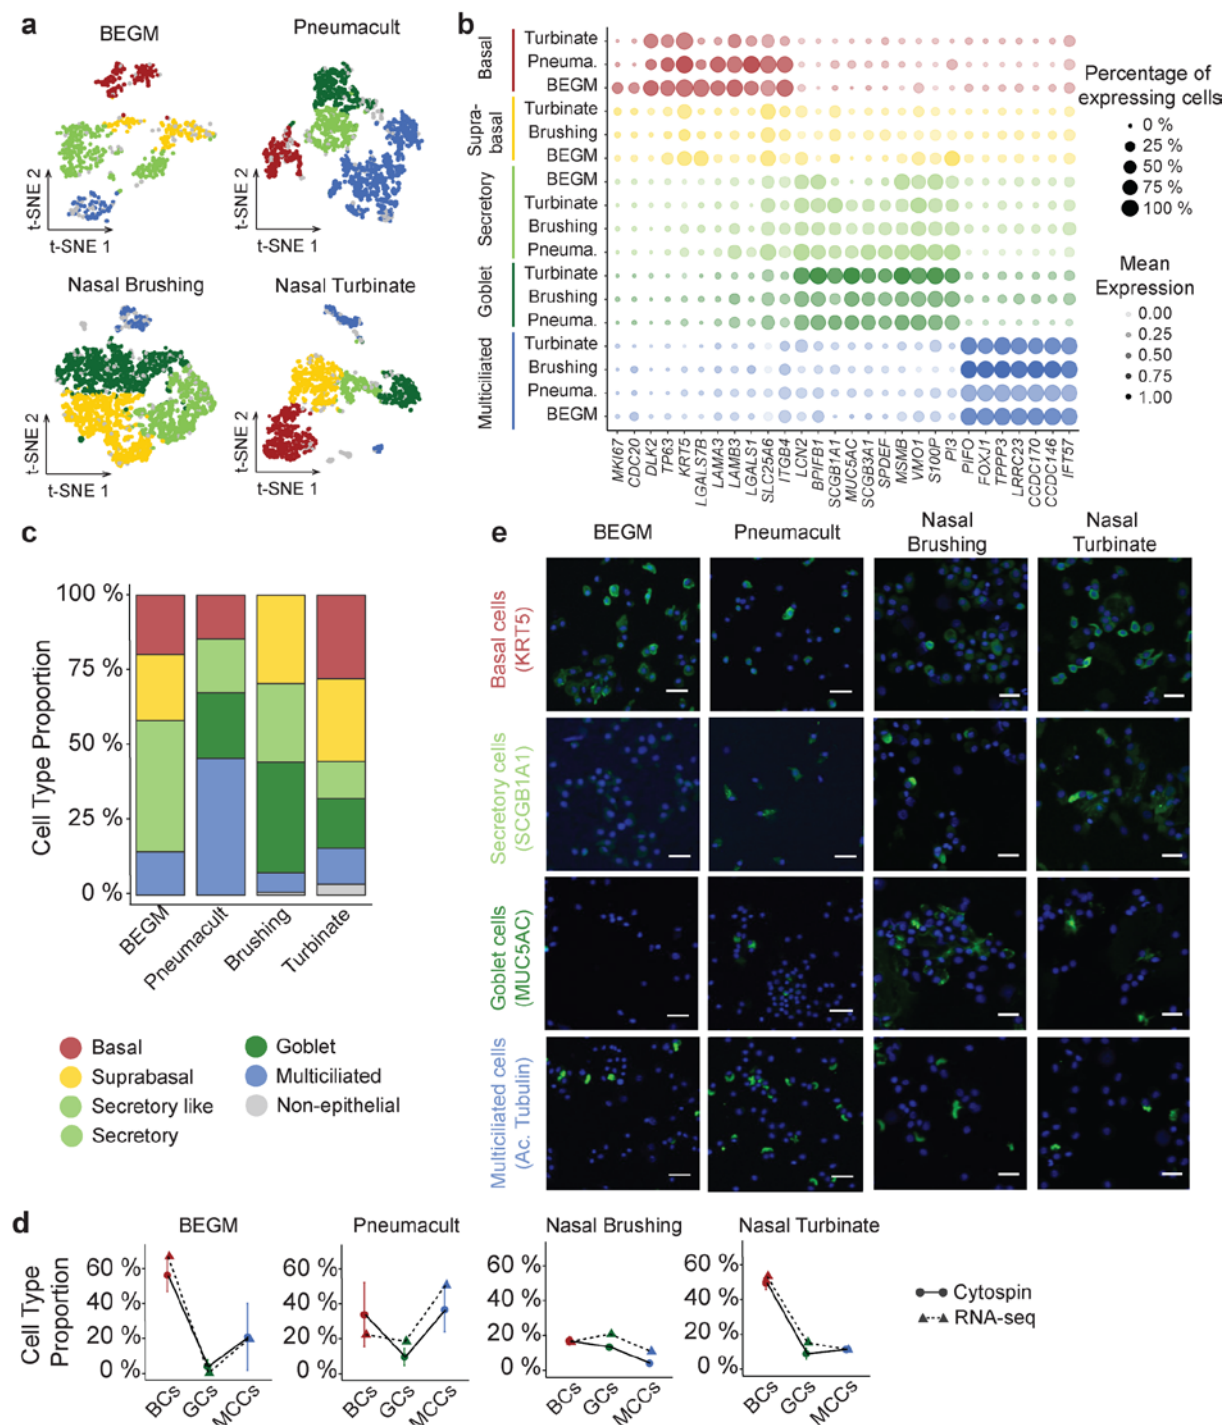 a
BEGM
Pneumacult
t-SNE 2
t-SNE 1
t-SNE 2
t-SNE 1
Nasal Brushing
Nasal Turbinate
t-SNE 2
t-SNE 1
t-SNE 2
t-SNE 1
b
Basal
Turbinate
Pneuma.
BEGM
Supra-
basal
Turbinate
Brushing
BEGM
Secretory
BEGM
Turbinate
Brushing
Pneuma.
Goblet
Turbinate
Brushing
Pneuma.
Multiciliated
Turbinate
Brushing
Pneuma.
BEGM
MKI67
CDC20
DLK2
TP63
KRT5
LGALS7B
LAMA3
LAMB3
LGALS1
SLC25A6
ITGB4
LCN2
BPIFB1
SCGB1A1
MUC5AC
SCGB3A1
SPDEF
MSMB
VMO1
S100P
PI3
PIFO
FOXJ1
TPPP3
LRRC23
CCDC170
CCDC146
IFT57
Percentage of
expressing cells
0 %
25 %
50 %
75 %
100 %
Mean
Expression
0.00
0.25
0.50
0.75
1.00
c
Cell Type Proportion
100 %
75 %
50 %
25 %
0 %
BEGM
Pneumacult
Brushing
Turbinate
Basal
Suprabasal
Secretory like
Secretory
Goblet
Multiciliated
Non-epithelial
e
BEGM
Pneumacult
Nasal
Brushing
Nasal
Turbinate
Basal cells
(KRT5)
Secretory cells
(SCGB1A1)
Goblet cells
(MUC5AC)
Multiciliated cells
(Ac. Tubulin)
d
Cell Type
Proportion
BEGM
60 %
40 %
20 %
0 %
BCs
GCs
MCCs
Pneumacult
60 %
40 %
20 %
0 %
BCs
GCs
MCCs
Nasal Brushing
60 %
40 %
20 %
0 %
BCs
GCs
MCCs
Nasal Turbinate
60 %
40 %
20 %
0 %
BCs
GCs
MCCs
Cytospin
RNA-seq